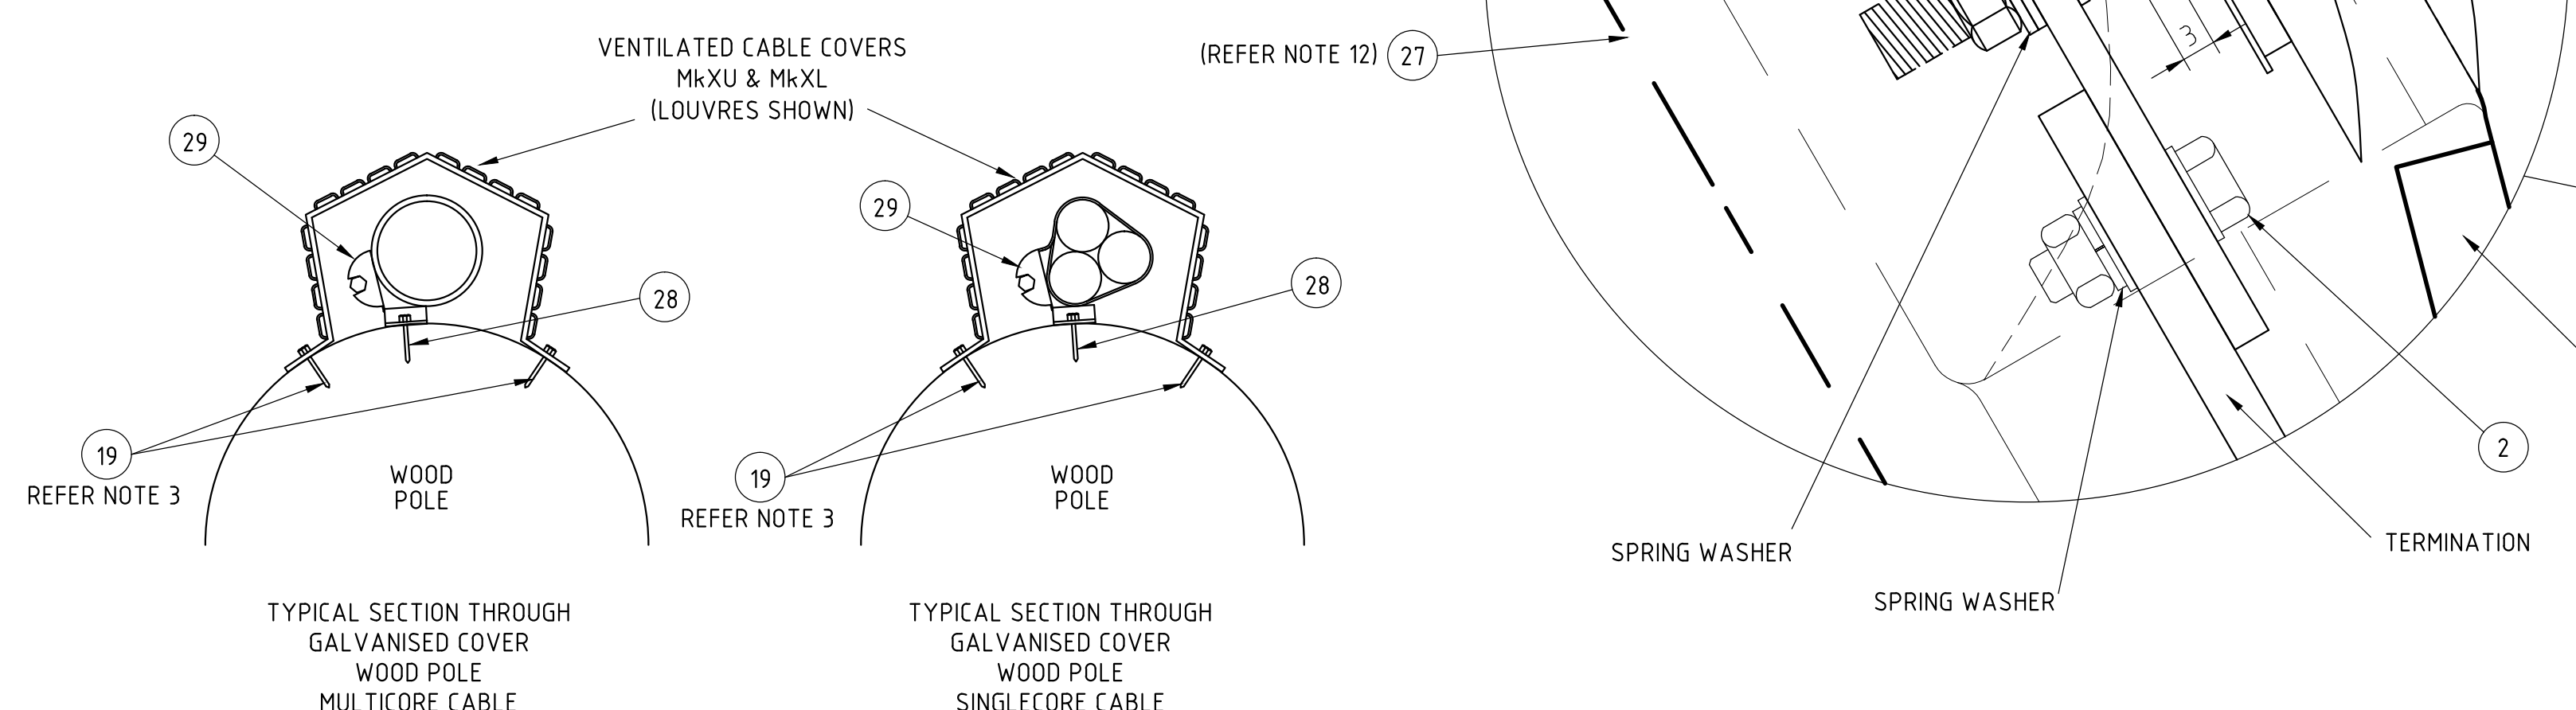 VENTILATED CABLE COVERS
MkXU & MkXL
(LOUVRES SHOWN)
29
28
19
REFER NOTE 3
WOOD
POLE
TYPICAL SECTION THROUGH
GALVANISED COVER
WOOD POLE
MULTICORE CABLE
29
28
19
REFER NOTE 3
WOOD
POLE
TYPICAL SECTION THROUGH
GALVANISED COVER
WOOD POLE
SINGLECORE CABLE
(REFER NOTE 12) 27
3
2
SPRING WASHER
SPRING WASHER
TERMINATION